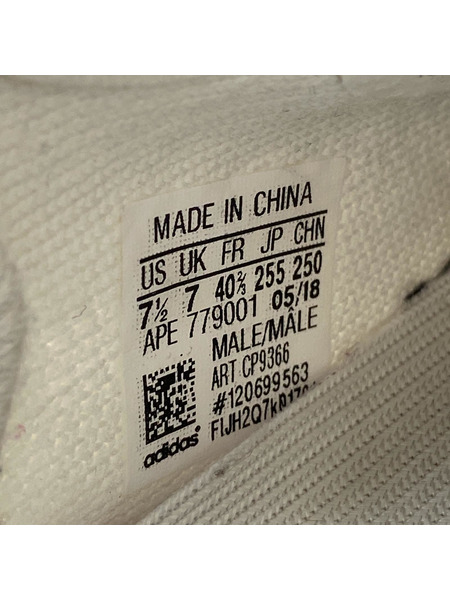 MADE IN CHINA
US UK FR JP CHN
7½ 7 40⅔ 255 250
APE 779001 05/18
MALE/MÂLE
ART CP9366
#120699563
adidas